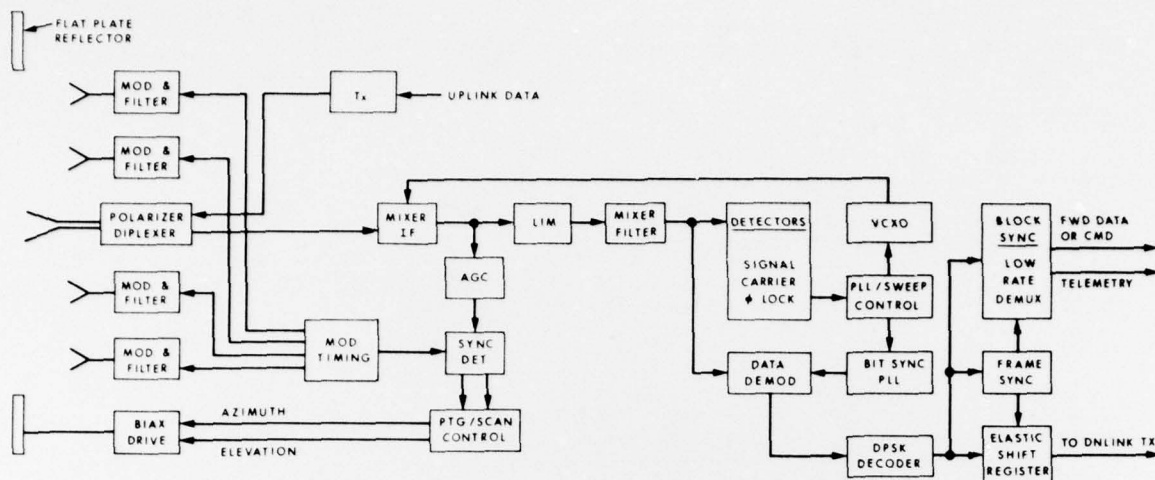 FLAT PLATE
REFLECTOR
MOD &
FILTER
Tx
UPLINK DATA
MOD &
FILTER
POLARIZER
DIPLEXER
MIXER
IF
LIM
MIXER
FILTER
DETECTORS
SIGNAL
CARRIER
ϕ LOCK
VCXO
BLOCK
SYNC
LOW
RATE
DEMUX
FWD DATA
OR CMD
TELEMETRY
AGC
MOD &
FILTER
PLL/SWEEP
CONTROL
MOD
TIMING
SYNC
DET
MOD &
FILTER
DATA
DEMOD
BIT SYNC
PLL
FRAME
SYNC
BIAX
DRIVE
AZIMUTH
ELEVATION
PTG/SCAN
CONTROL
DPSK
DECODER
ELASTIC
SHIFT
REGISTER
TO DNLINK TX